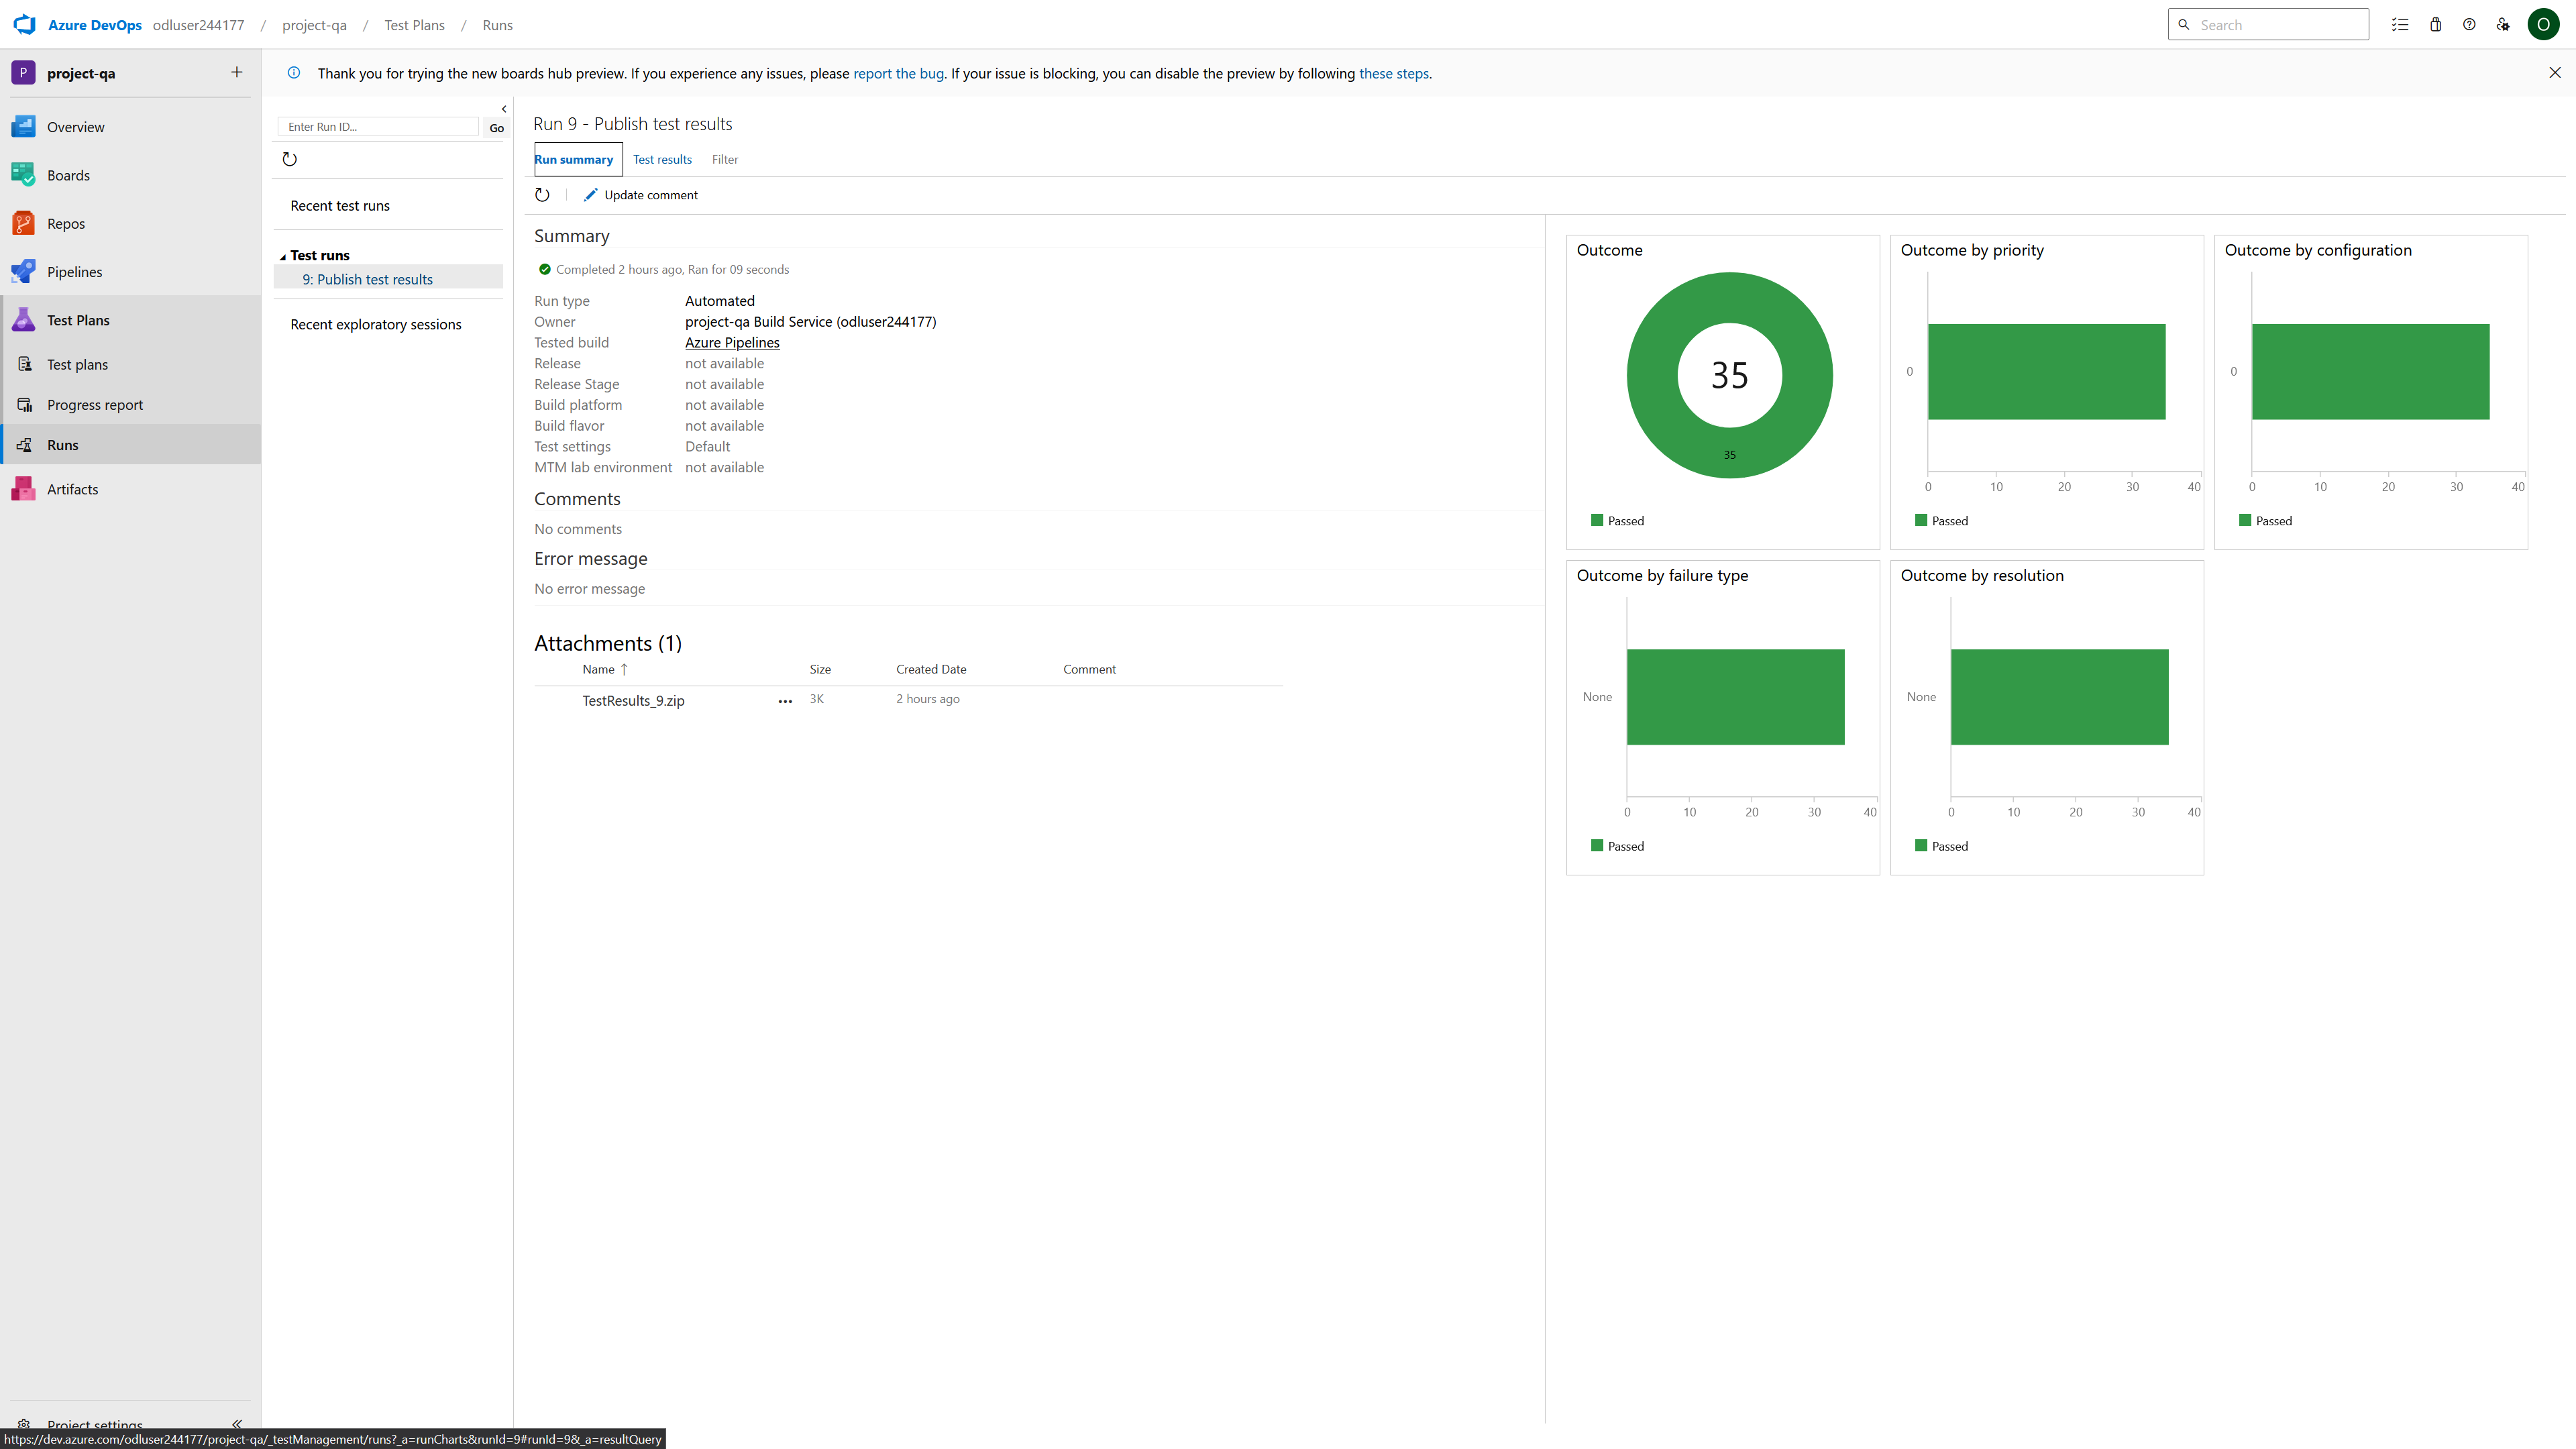 Azure DevOps odluser244177 / project-qa / Test Plans / Runs
Search
O
P project-qa
Thank you for trying the new boards hub preview. If you experience any issues, please report the bug. If your issue is blocking, you can disable the preview by following these steps.
Overview
Boards
Repos
Pipelines
Test Plans
Test plans
Progress report
Runs
Artifacts
Project settings
Enter Run ID...
Go
Recent test runs
Test runs
9: Publish test results
Recent exploratory sessions
Run 9 - Publish test results
Run summary Test results Filter
Update comment
Summary
Completed 2 hours ago, Ran for 09 seconds
Run type Automated
Owner project-qa Build Service (odluser244177)
Tested build Azure Pipelines
Release not available
Release Stage not available
Build platform not available
Build flavor not available
Test settings Default
MTM lab environment not available
Comments
No comments
Error message
No error message
Attachments (1)
Name Size Created Date Comment
TestResults_9.zip 3K 2 hours ago
Outcome
35
35
Passed
Outcome by priority
0
0 10 20 30 40
Passed
Outcome by configuration
0
0 10 20 30 40
Passed
Outcome by failure type
None
0 10 20 30 40
Passed
Outcome by resolution
None
0 10 20 30 40
Passed
https://dev.azure.com/odluser244177/project-qa/_testManagement/runs?_a=runCharts&runId=9#runId=9&_a=resultQuery